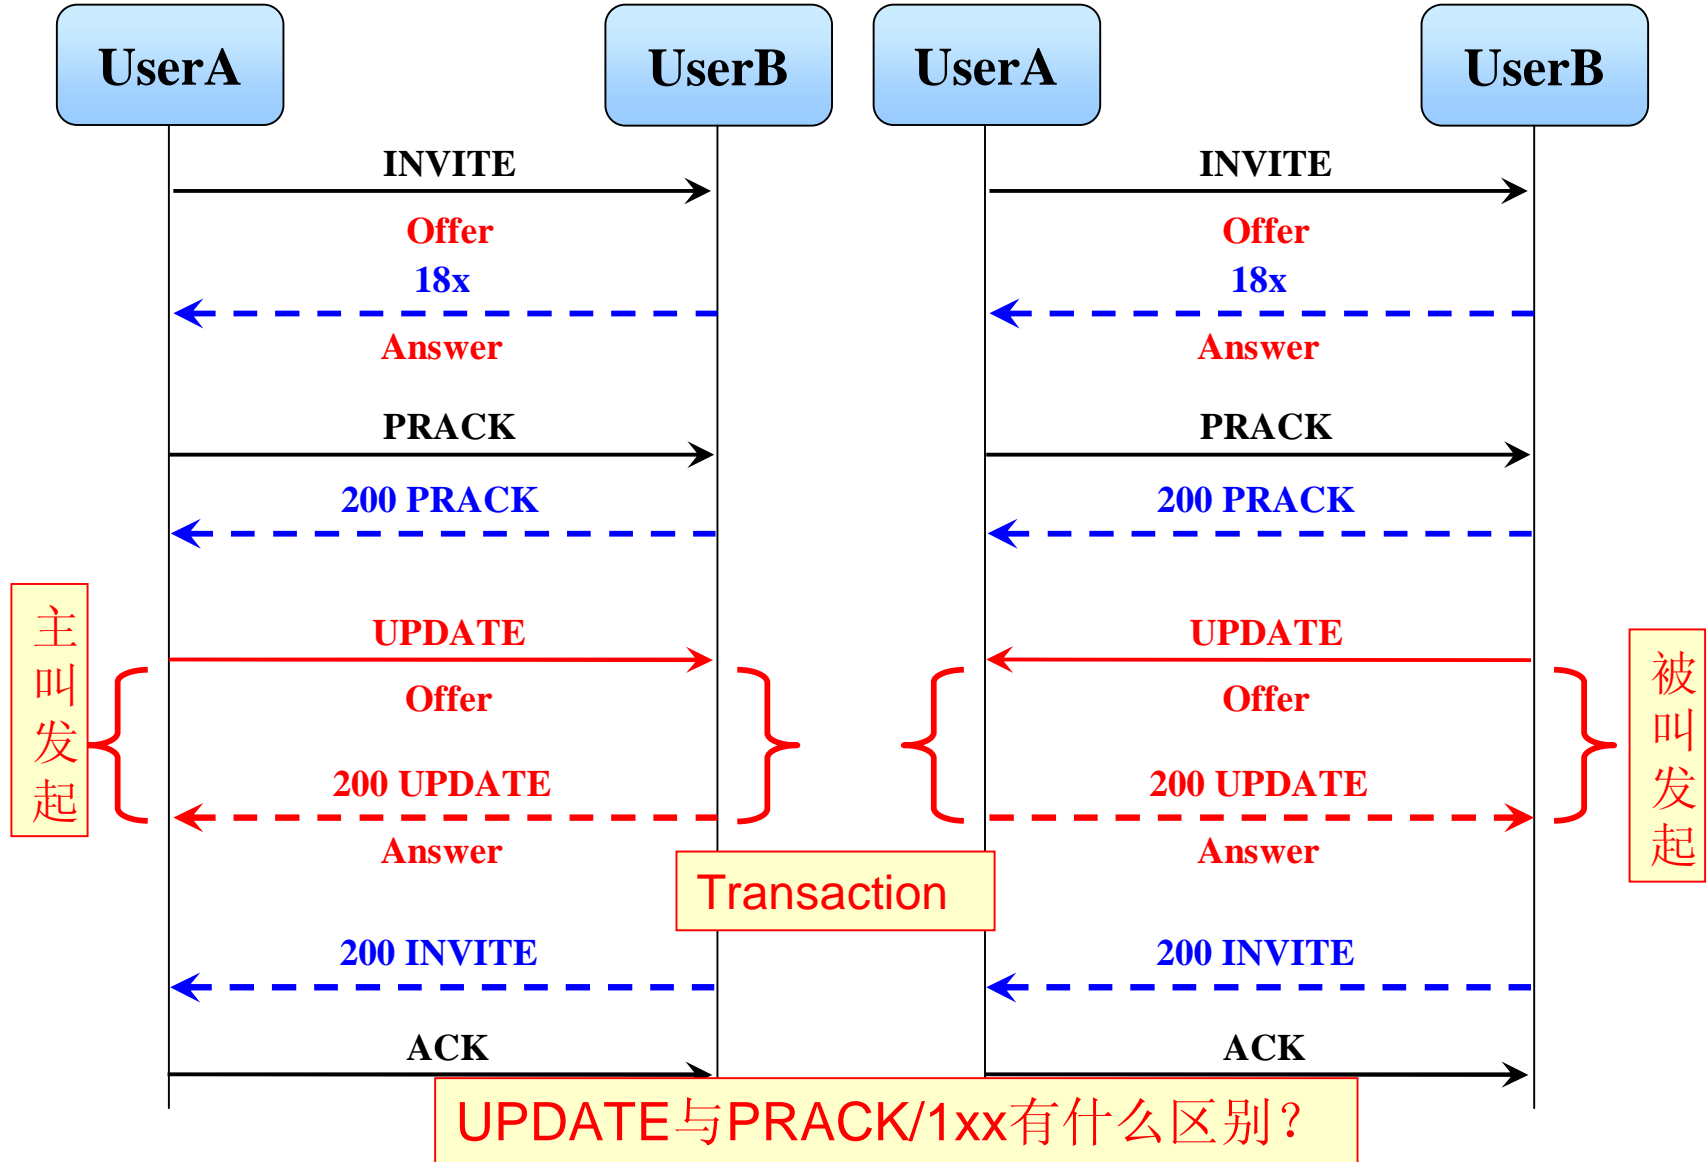 UserA
UserB
UserA
UserB
INVITE
INVITE
Offer
Offer
18x
18x
Answer
Answer
PRACK
PRACK
200 PRACK
200 PRACK
主叫发起
UPDATE
UPDATE
被叫发起
Offer
Offer
200 UPDATE
200 UPDATE
Answer
Answer
Transaction
200 INVITE
200 INVITE
ACK
ACK
UPDATE与PRACK/1xx有什么区别？